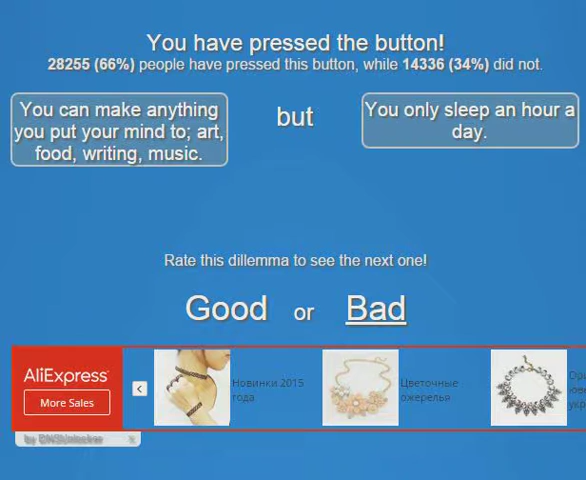 You have pressed the button!
28255 (66%) people have pressed this button, while 14336 (34%) did not.
You can make anything
you put your mind to; art,
food, writing, music.
but
You only sleep an hour a
day.
Rate this dillemma to see the next one!
Good or Bad
AliExpress
More Sales
Новинки 2015
года
Цветочные
ожерелья
by DNSUnlocker